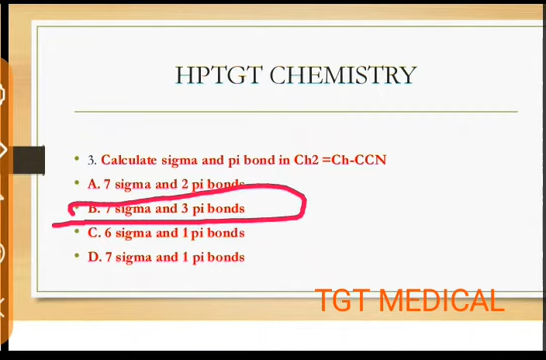 HPTGT CHEMISTRY
• 3. Calculate sigma and pi bond in Ch2 =Ch-CCN
• A. 7 sigma and 2 pi bonds
• B. 7 sigma and 3 pi bonds
• C. 6 sigma and 1 pi bonds
• D. 7 sigma and 1 pi bonds
TGT MEDICAL